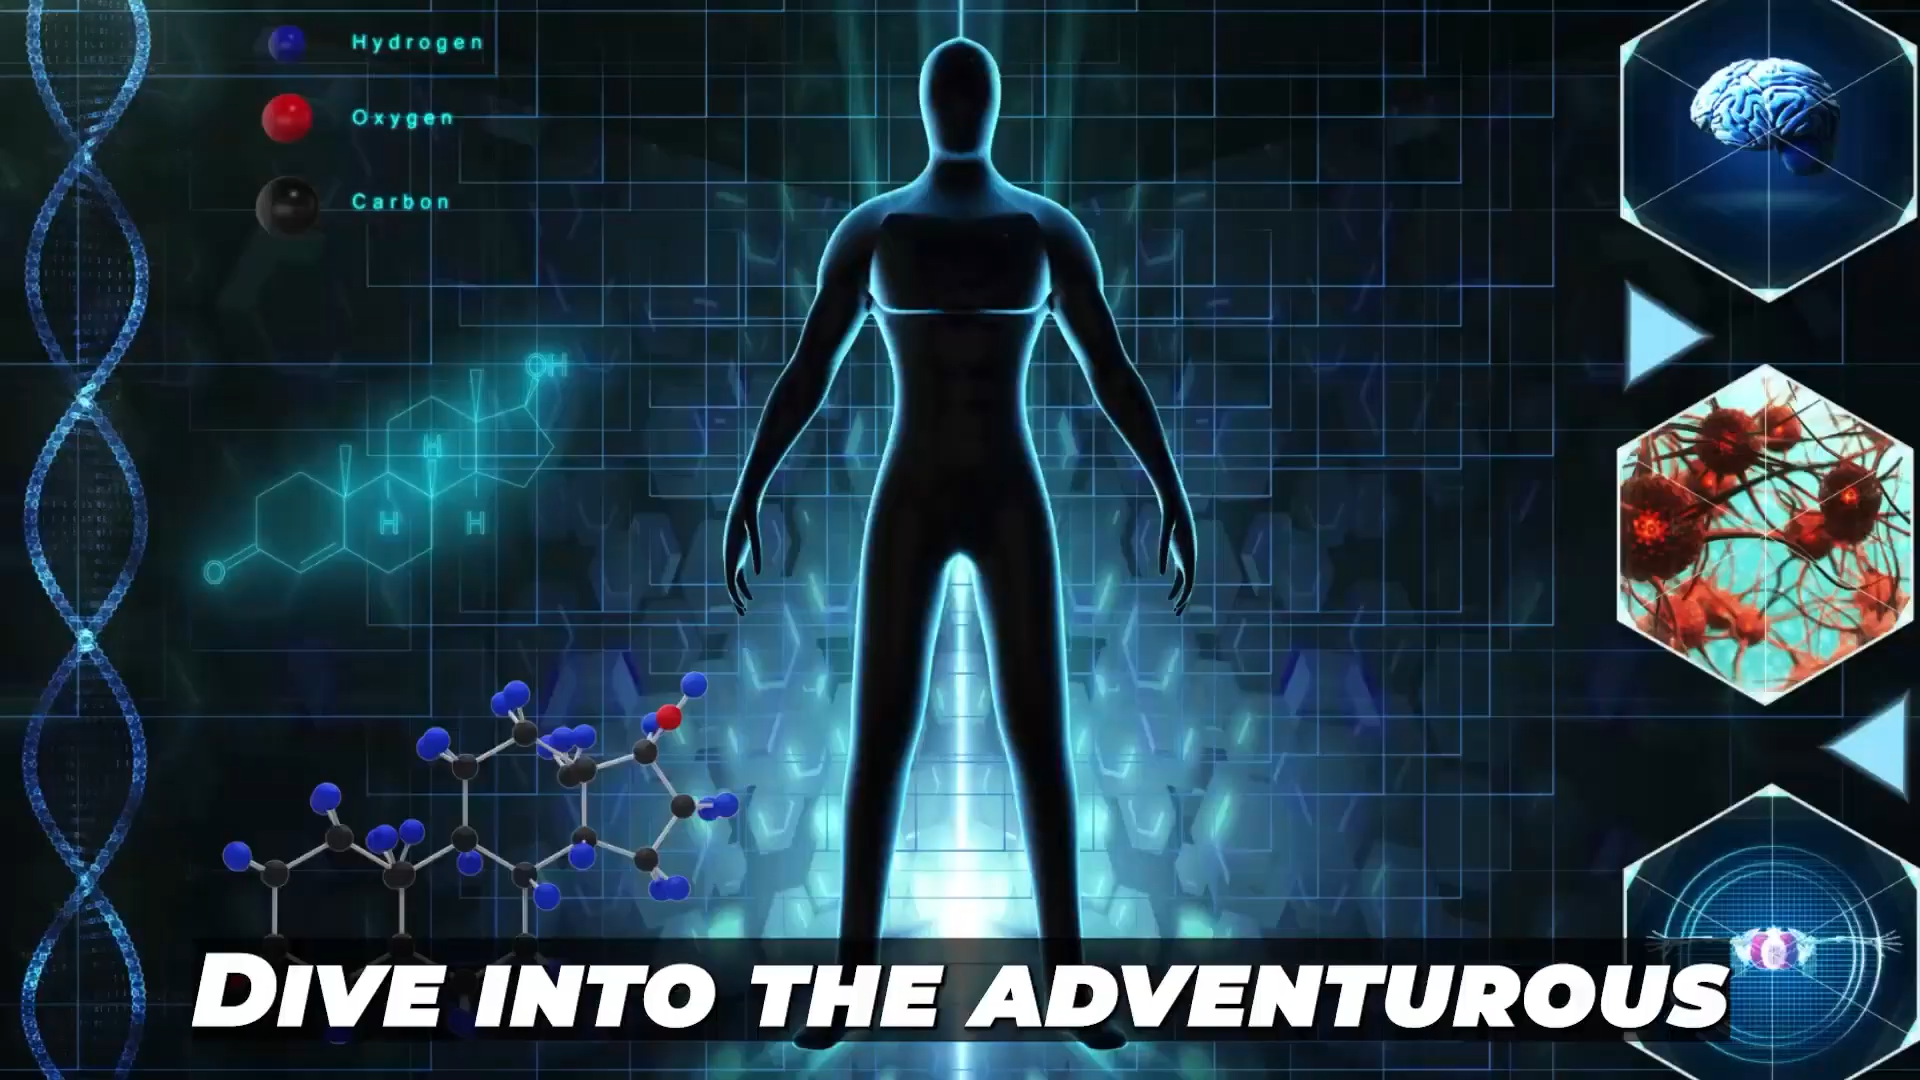 Hydrogen
Oxygen
Carbon
OH
H
H H
O
DIVE INTO THE ADVENTUROUS